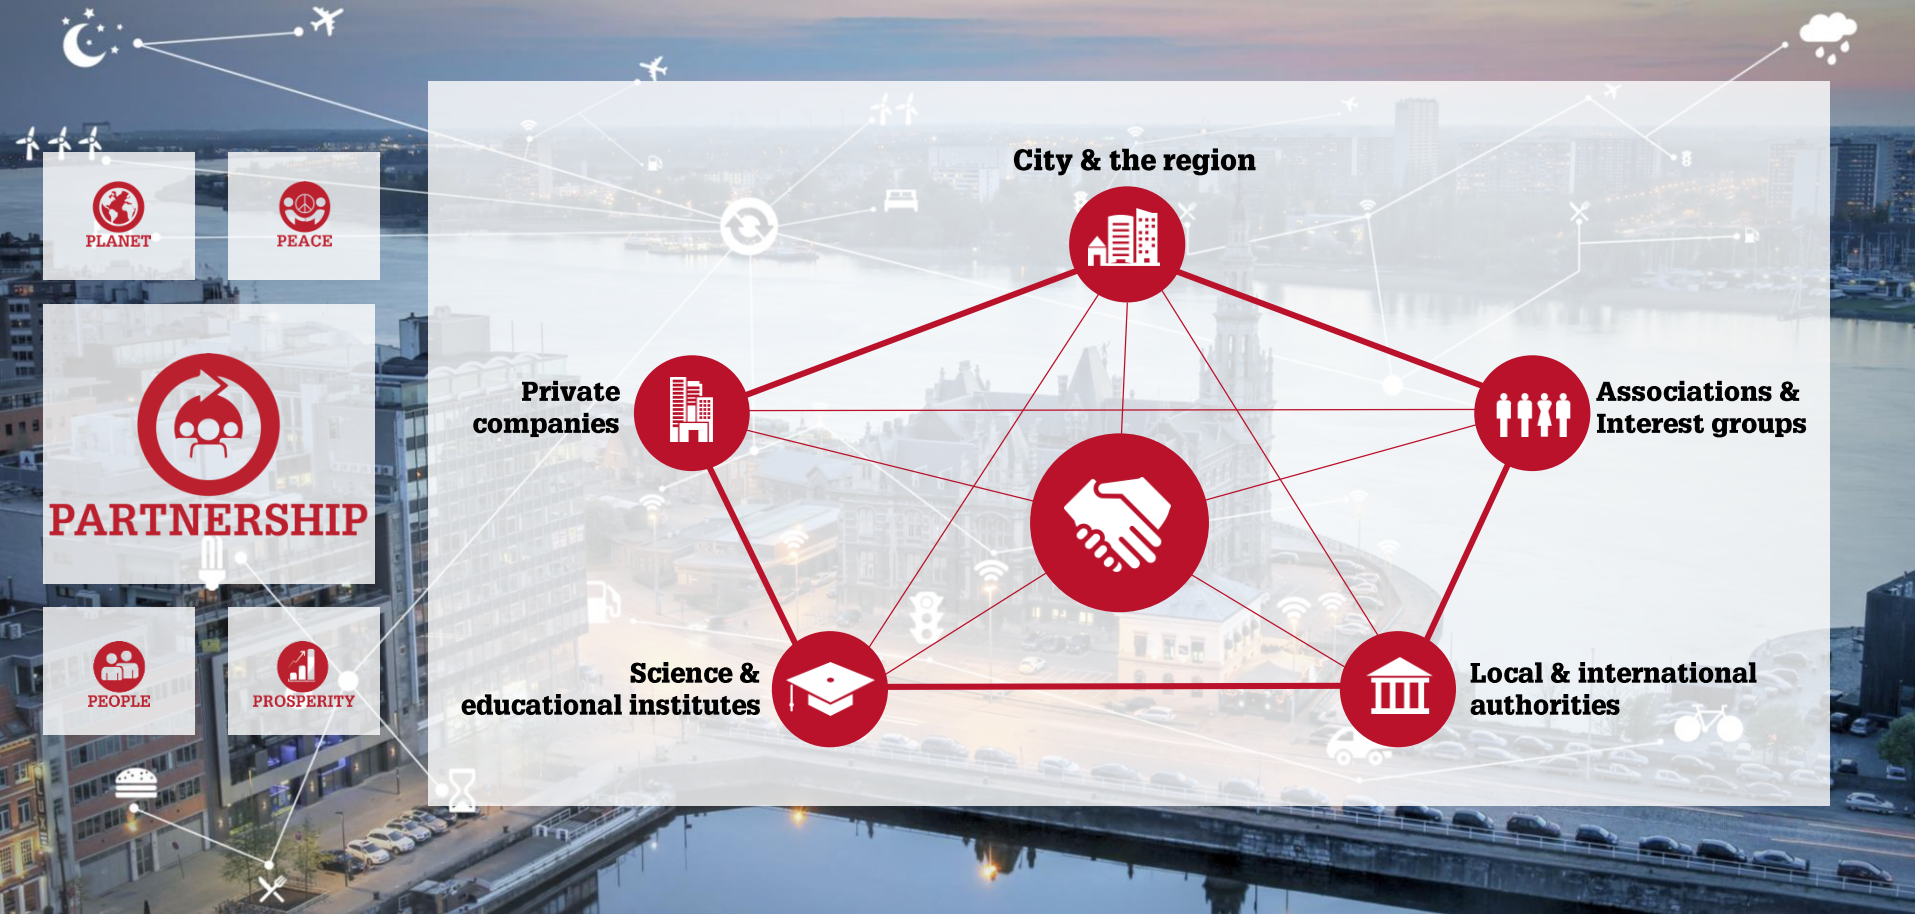 PLANET
PEACE
PARTNERSHIP
PEOPLE
PROSPERITY
City & the region
Private
companies
Associations &
Interest groups
Science &
educational institutes
Local & international
authorities